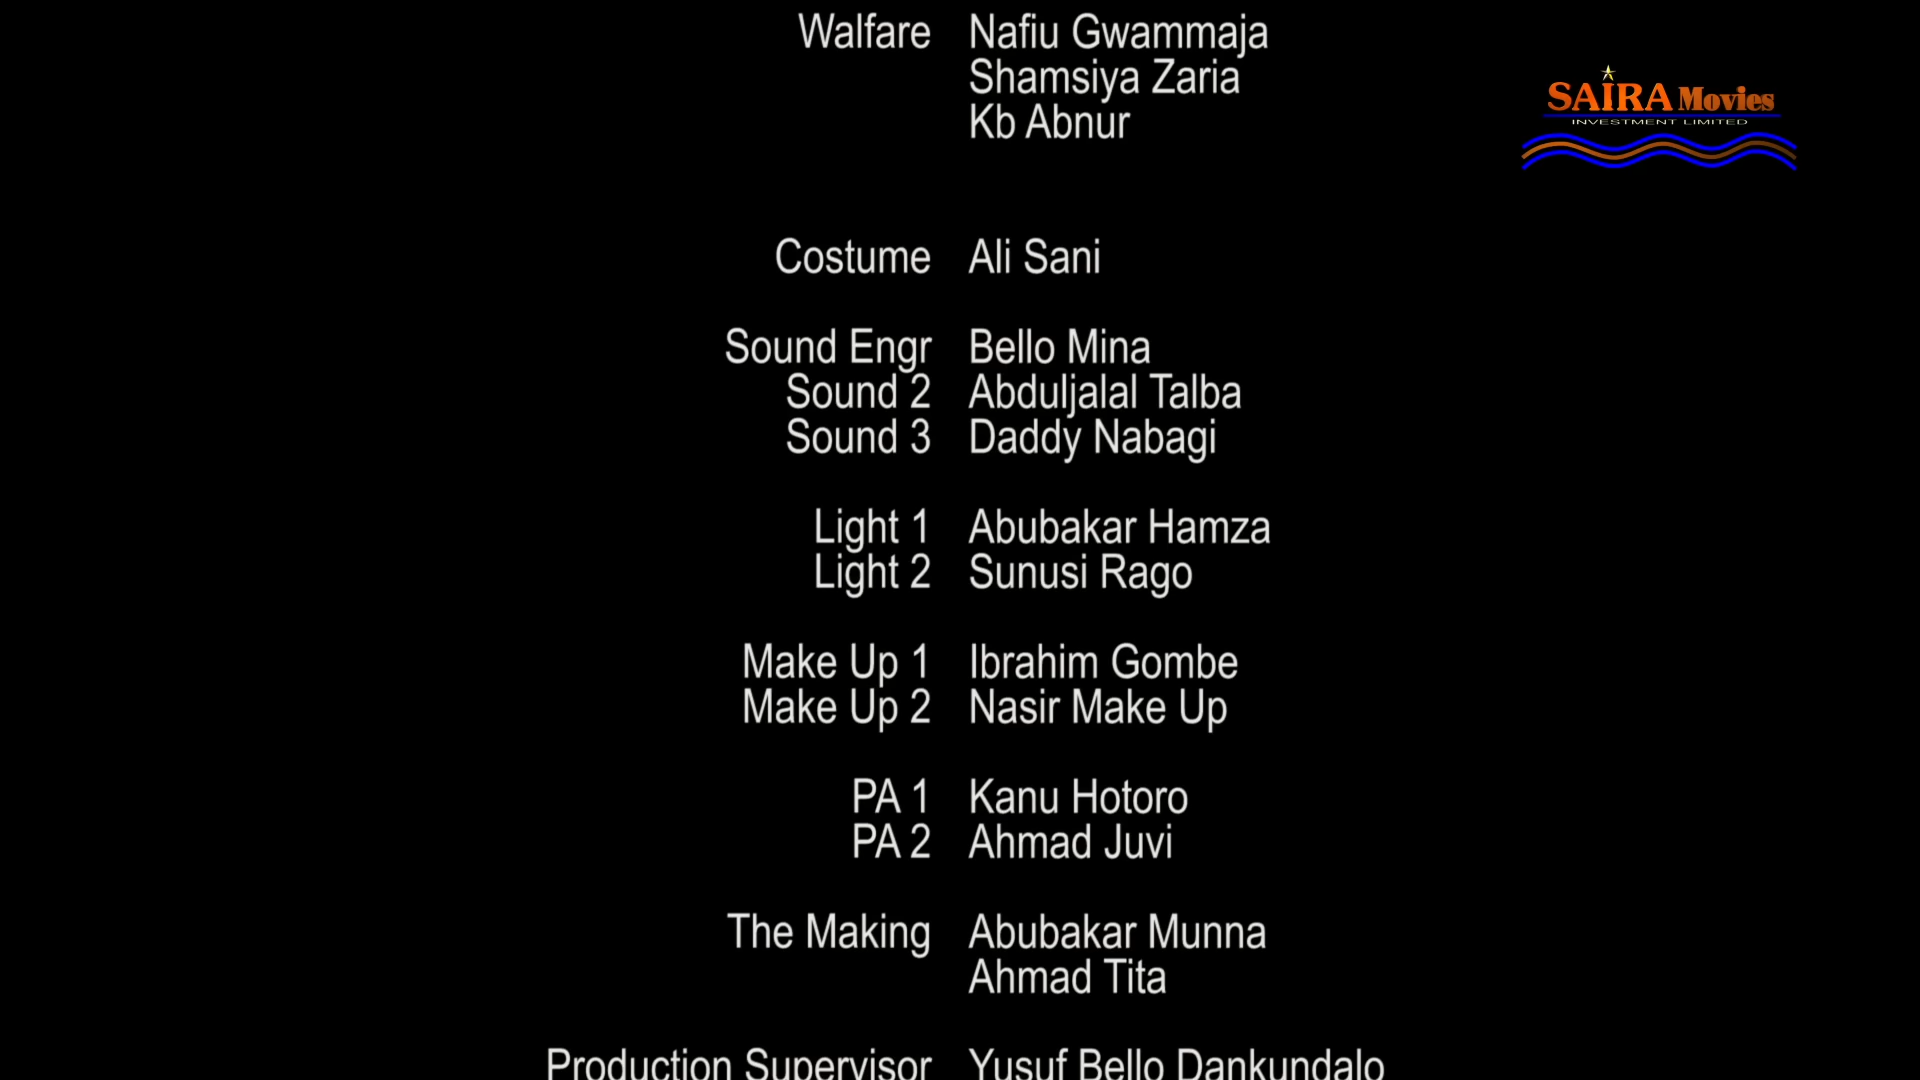 Walfare Nafiu Gwammaja
Shamsiya Zaria
Kb Abnur
SAIRA Movies
INVESTMENT LIMITED
Costume Ali Sani
Sound Engr Bello Mina
Sound 2 Abduljalal Talba
Sound 3 Daddy Nabagi
Light 1 Abubakar Hamza
Light 2 Sunusi Rago
Make Up 1 Ibrahim Gombe
Make Up 2 Nasir Make Up
PA 1 Kanu Hotoro
PA 2 Ahmad Juvi
The Making Abubakar Munna
Ahmad Tita
Production Supervisor Yusuf Bello Dankundalo